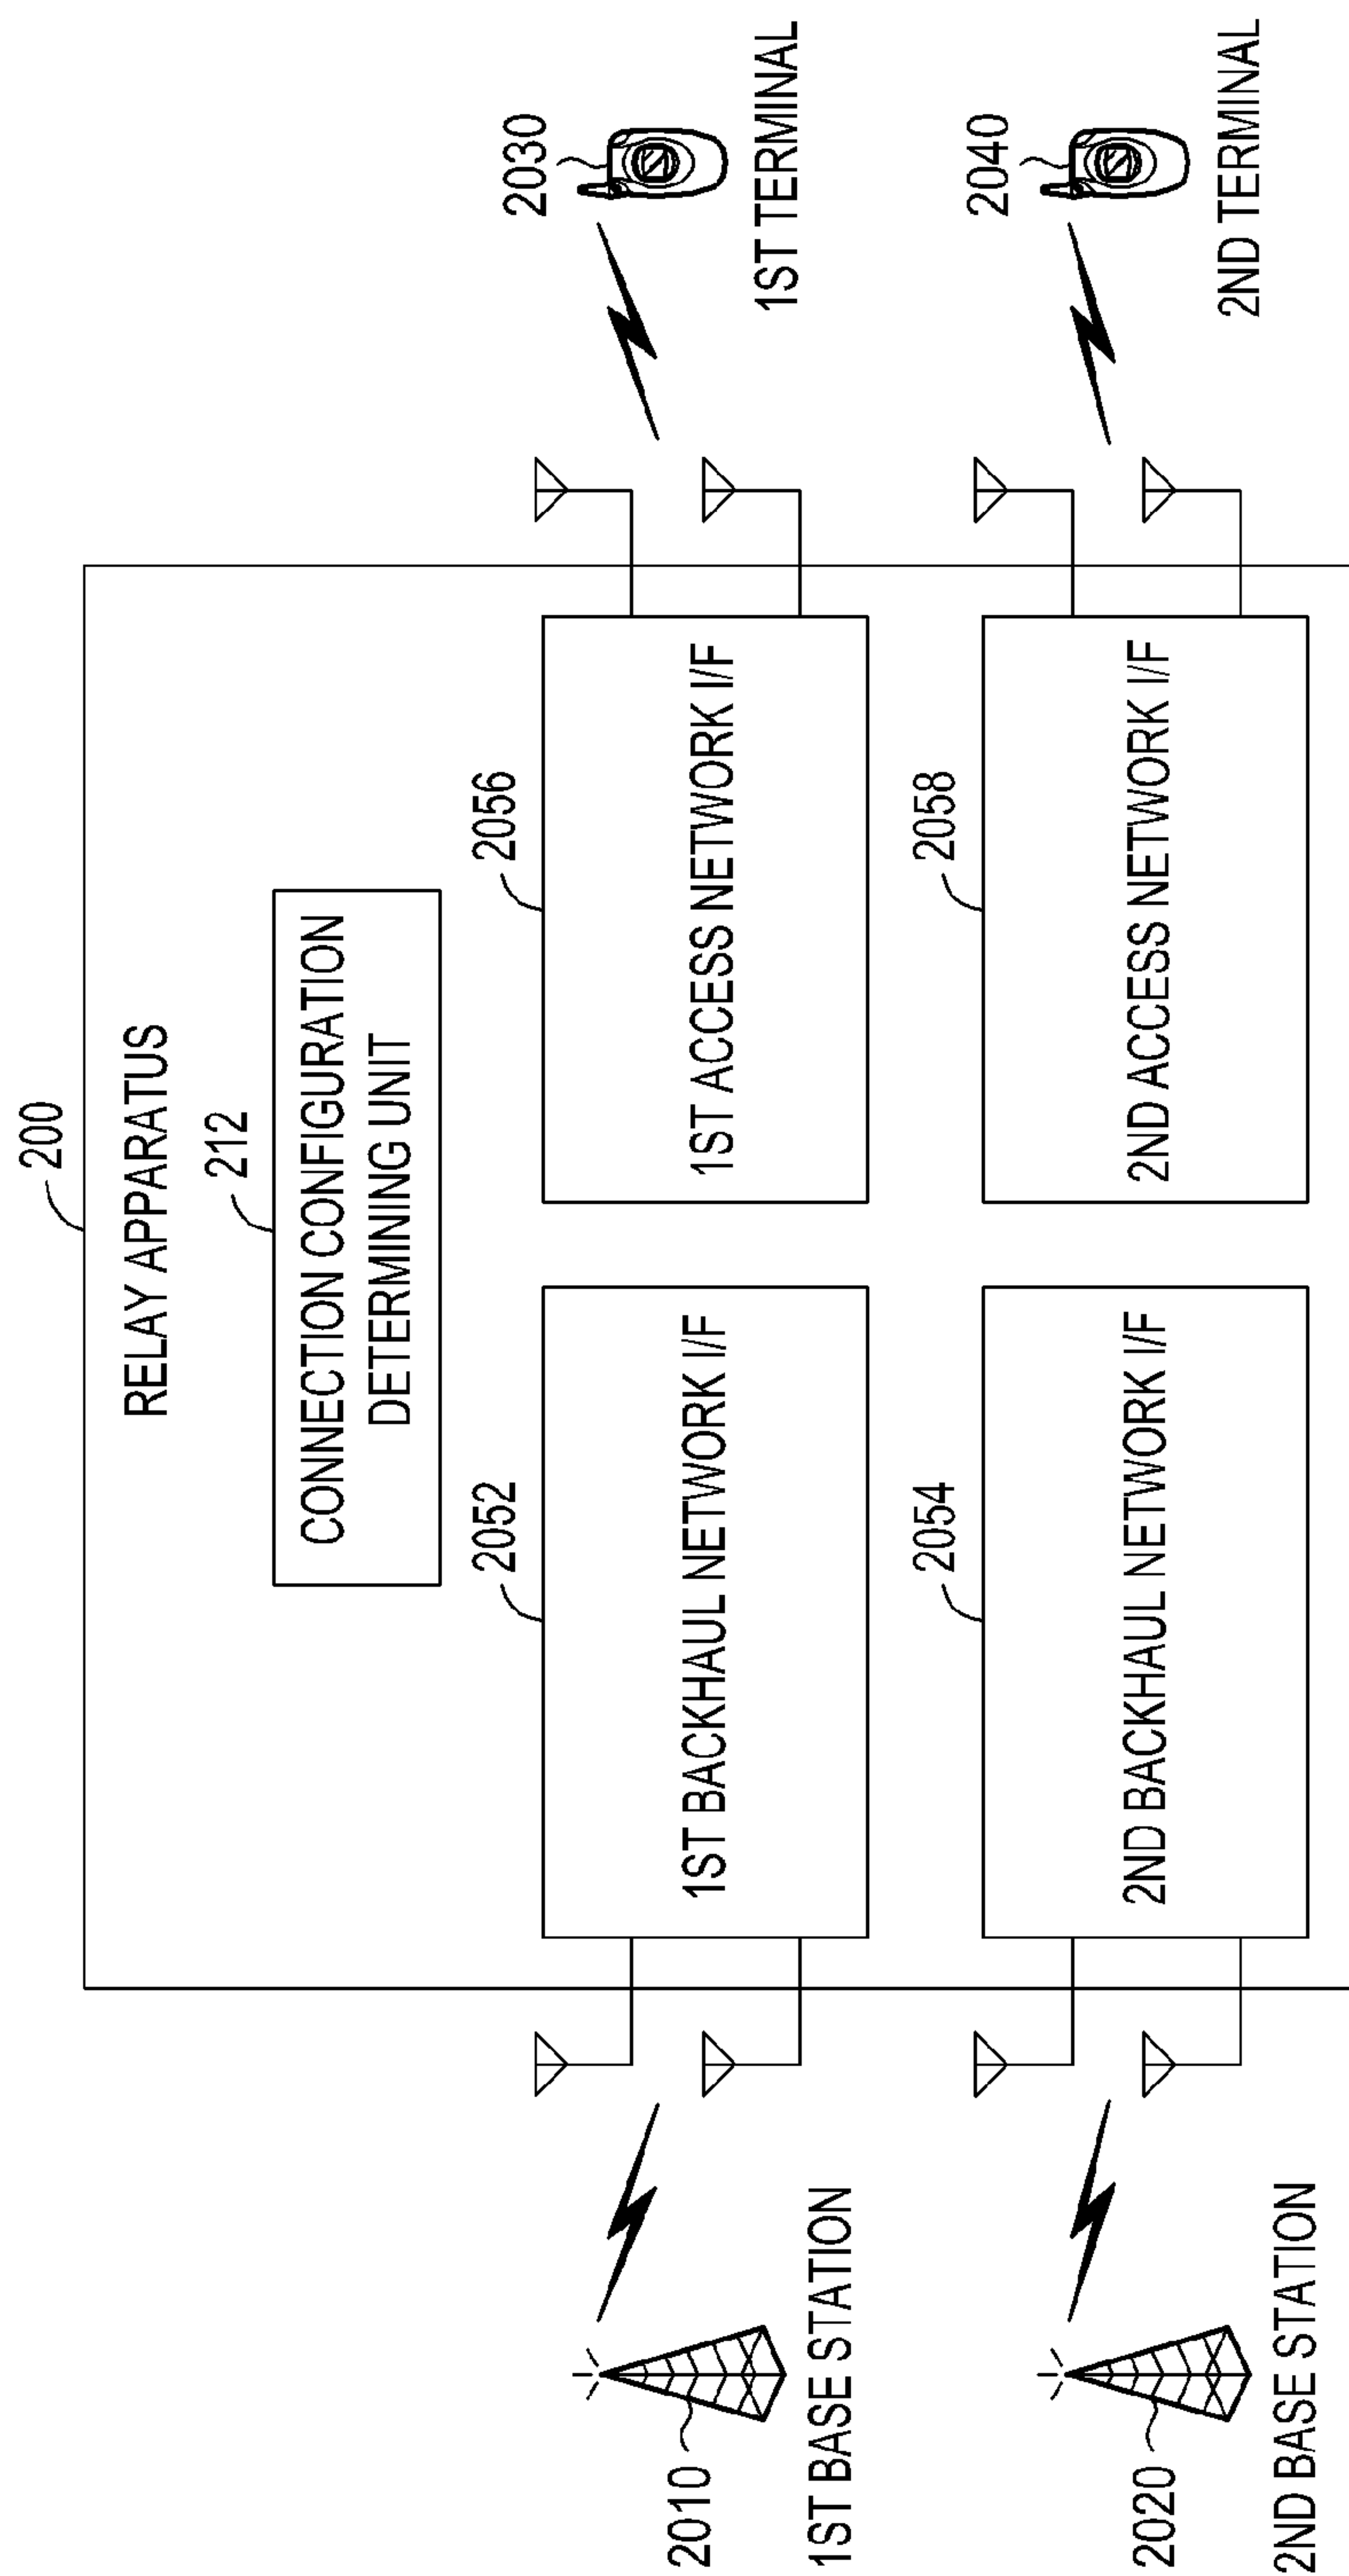 200
RELAY APPARATUS
212
CONNECTION CONFIGURATION
DETERMINING UNIT
2052
1ST BACKHAUL NETWORK I/F
2056
1ST ACCESS NETWORK I/F
2030
1ST TERMINAL
2010
1ST BASE STATION
2054
2ND BACKHAUL NETWORK I/F
2058
2ND ACCESS NETWORK I/F
2040
2ND TERMINAL
2020
2ND BASE STATION